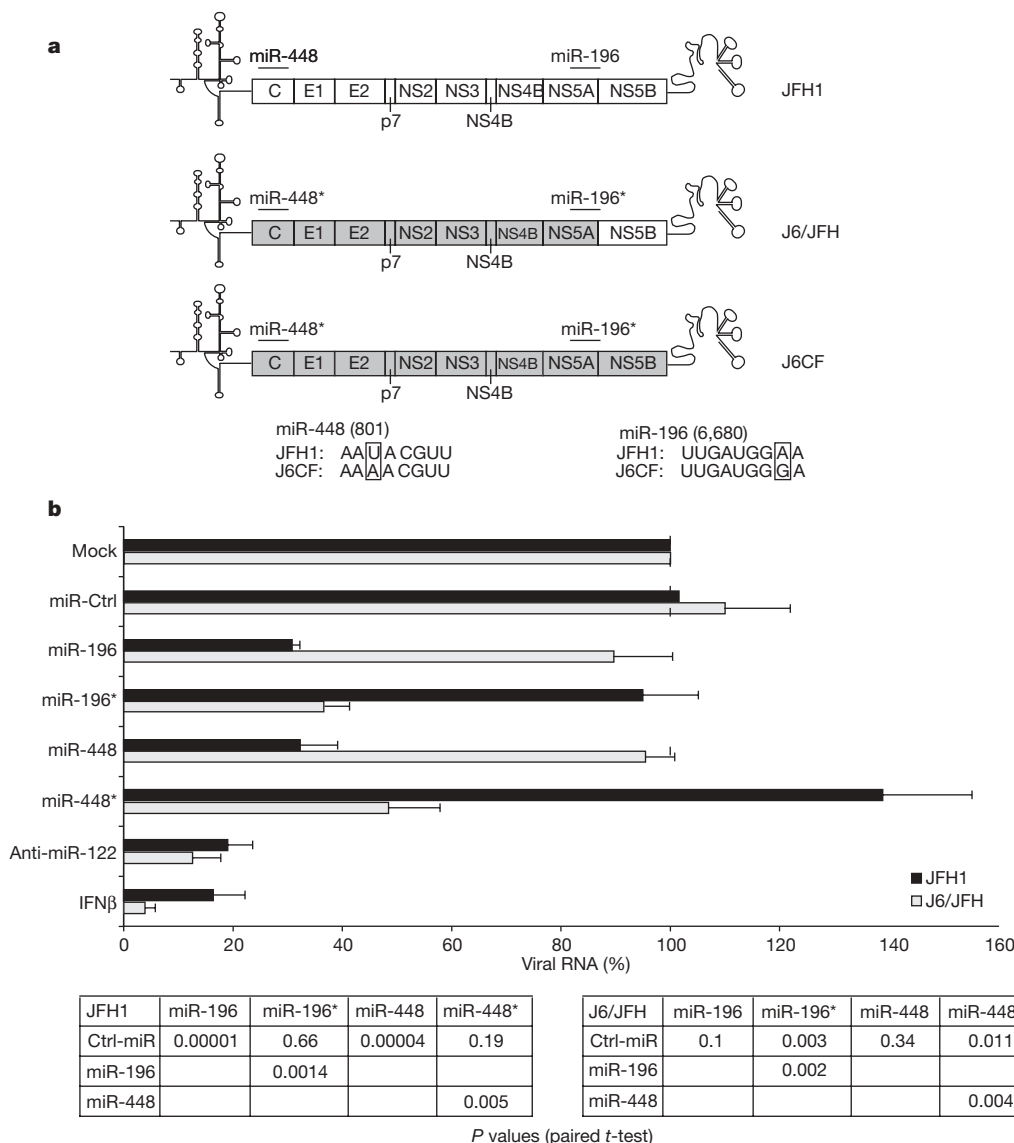 a
miR-448 miR-196
C E1 E2 NS2 NS3 NS4B NS5A NS5B JFH1
p7 NS4B
miR-448* miR-196*
C E1 E2 NS2 NS3 NS4B NS5A NS5B J6/JFH
p7 NS4B
miR-448* miR-196*
C E1 E2 NS2 NS3 NS4B NS5A NS5B J6CF
p7 NS4B
miR-448 (801) miR-196 (6,680)
JFH1: AAUA CGUU JFH1: UUGAUGGAA
J6CF: AAAA CGUU J6CF: UUGAUGGGA
b
Mock
miR-Ctrl
miR-196
miR-196*
miR-448
miR-448*
Anti-miR-122
IFNβ
JFH1
J6/JFH
0 20 40 60 80 100 120 140 160
Viral RNA (%)
JFH1 miR-196 miR-196* miR-448 miR-448*
Ctrl-miR 0.00001 0.66 0.00004 0.19
miR-196 0.0014
miR-448 0.005
J6/JFH miR-196 miR-196* miR-448 miR-448
Ctrl-miR 0.1 0.003 0.34 0.011
miR-196 0.002
miR-448 0.004
P values (paired t-test)